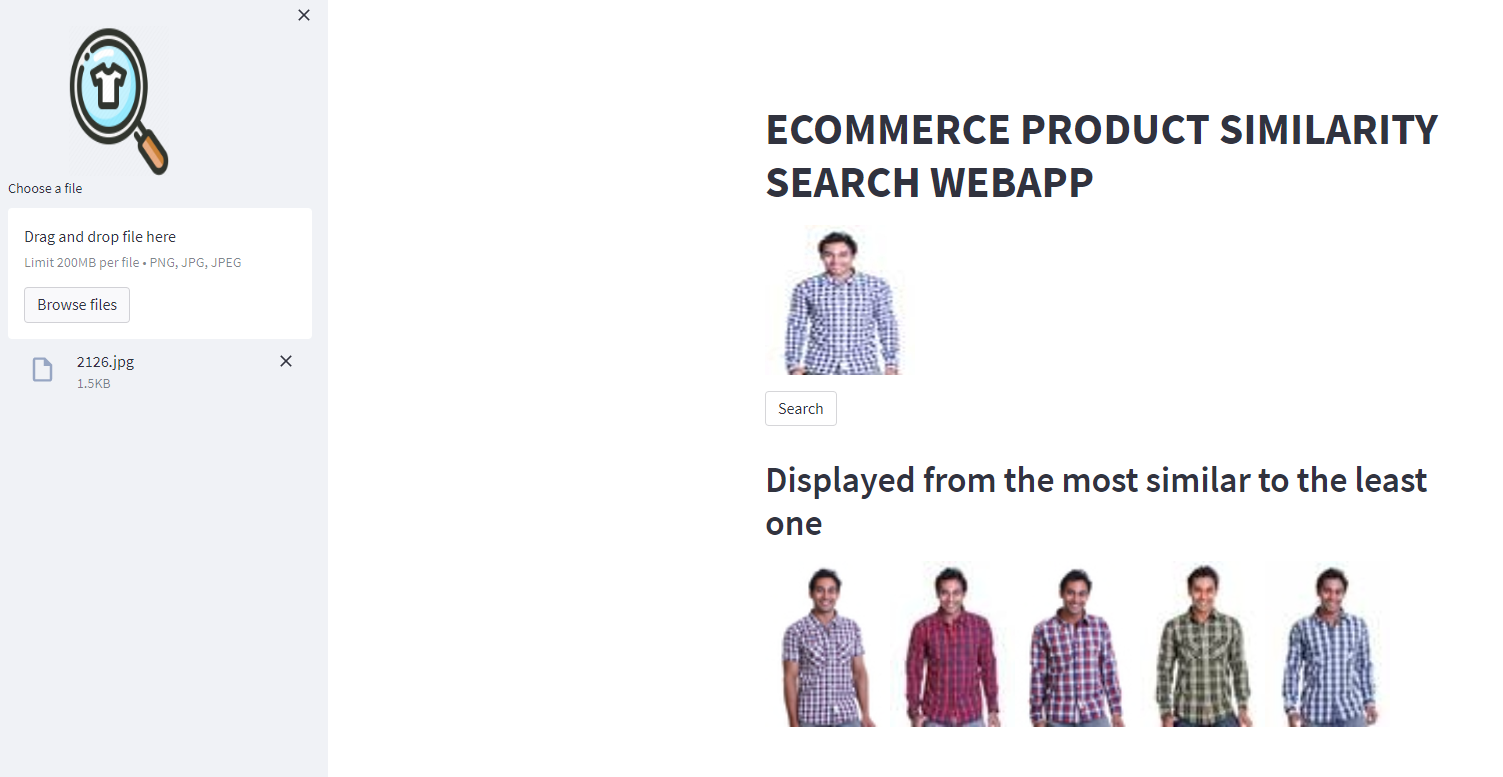 Choose a file
Drag and drop file here
Limit 200MB per file • PNG, JPG, JPEG
Browse files
2126.jpg
1.5KB
ECOMMERCE PRODUCT SIMILARITY
SEARCH WEBAPP
Search
Displayed from the most similar to the least
one